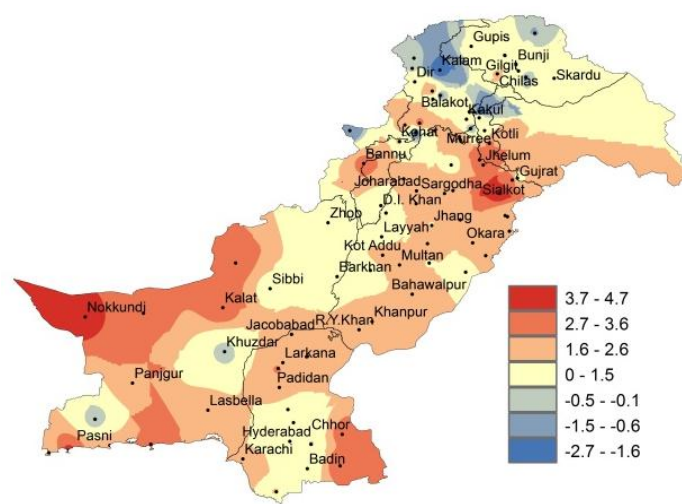 Gupis
Kalam
Bunji
Gilgit
Dir
Chilas
Skardu
Balakot
Kakul
Kohat
Murree
Kotli
Bannu
Jhelum
Gujrat
Joharabad
Sargodha
Sialkot
D.I. Khan
Zhob
Layyah
Jhang
Okara
Kot Addu
Barkhan
Multan
Sibbi
Bahawalpur
Nokkundi
Kalat
R.Y.Khan
Khanpur
Jacobabad
Khuzdar
Larkana
Panjgur
Padidan
Lasbella
Pasni
Hyderabad
Chhor
Karachi
Badin
3.7 - 4.7
2.7 - 3.6
1.6 - 2.6
0 - 1.5
-0.5 - -0.1
-1.5 - -0.6
-2.7 - -1.6